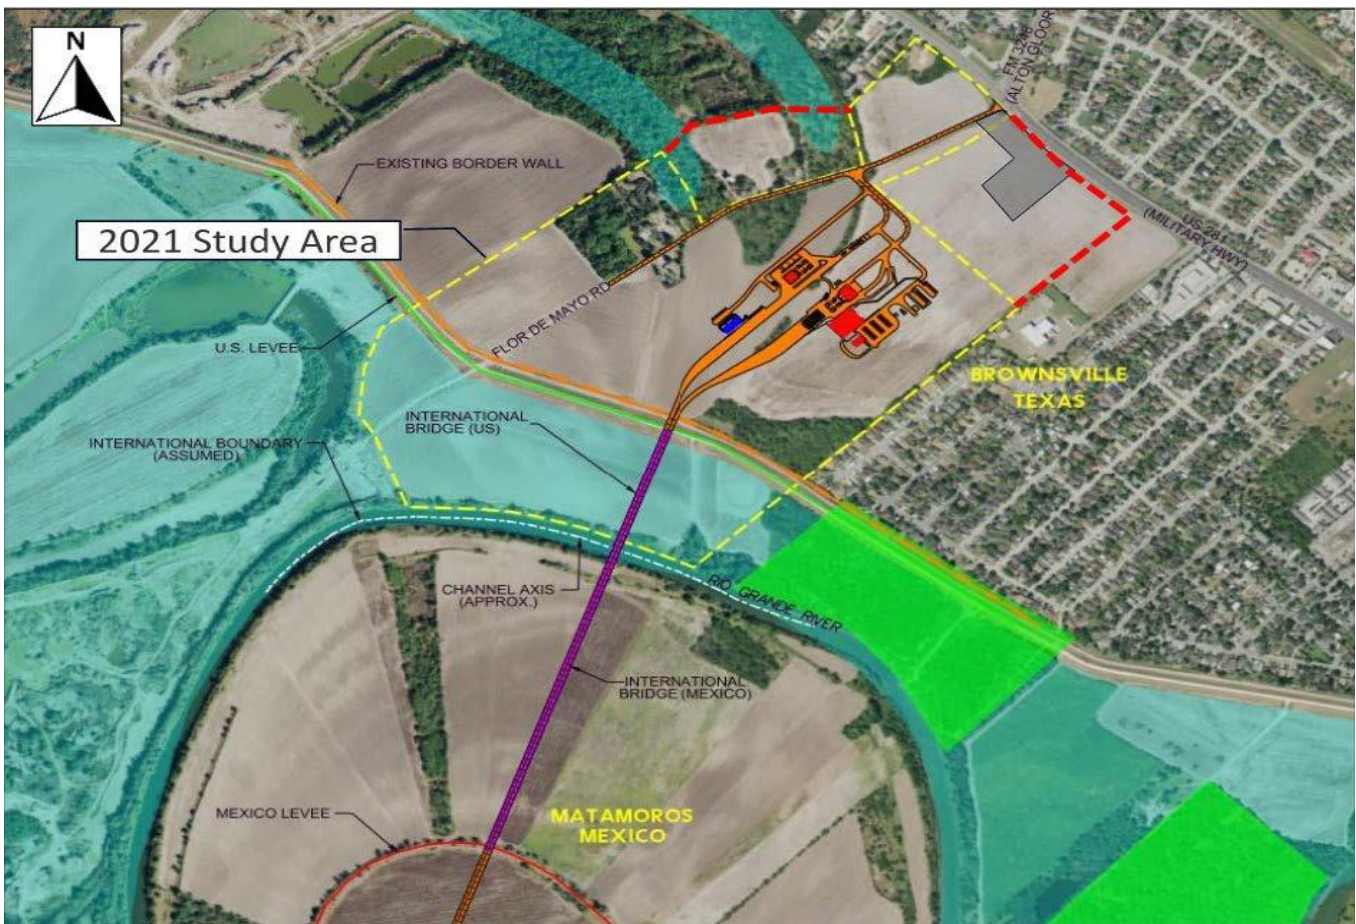 N
FM 3248
(ALTON GLOOR)
EXISTING BORDER WALL
2021 Study Area
US 281
(MILITARY HWY)
FLOR DE MAYO RD
U.S. LEVEE
BROWNSVILLE
TEXAS
INTERNATIONAL
BRIDGE (US)
INTERNATIONAL BOUNDARY
(ASSUMED)
CHANNEL AXIS
(APPROX.)
RIO GRANDE RIVER
INTERNATIONAL
BRIDGE (MEXICO)
MEXICO LEVEE
MATAMOROS
MEXICO